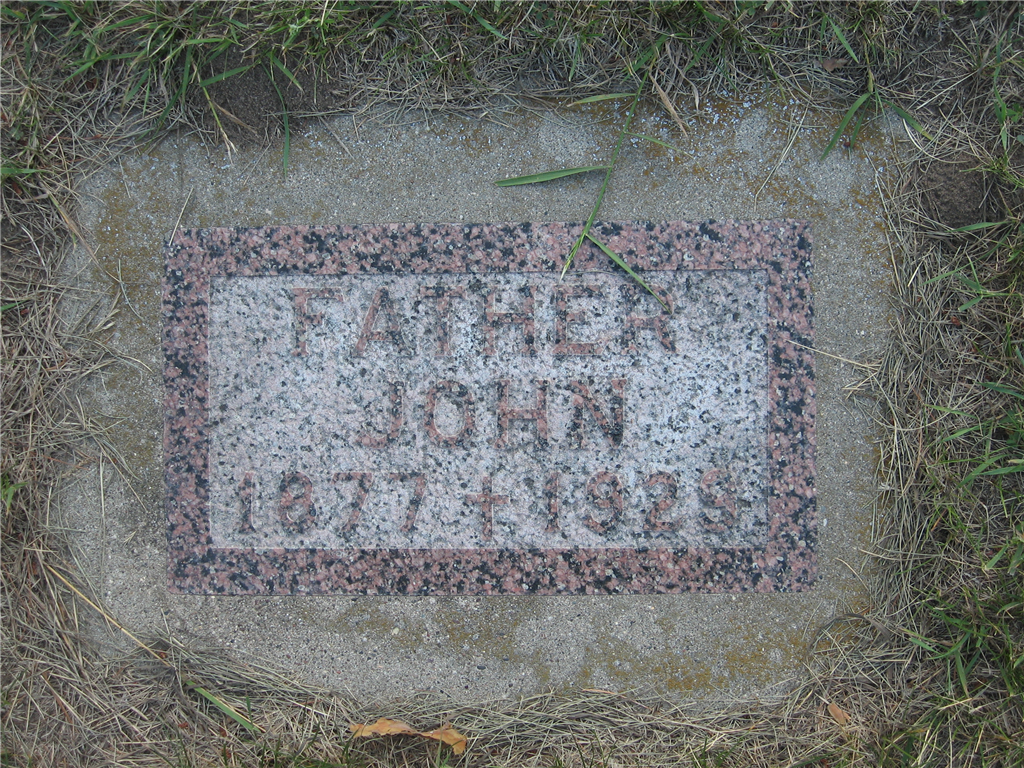 FATHER
JOHN
1877 ✝ 1929